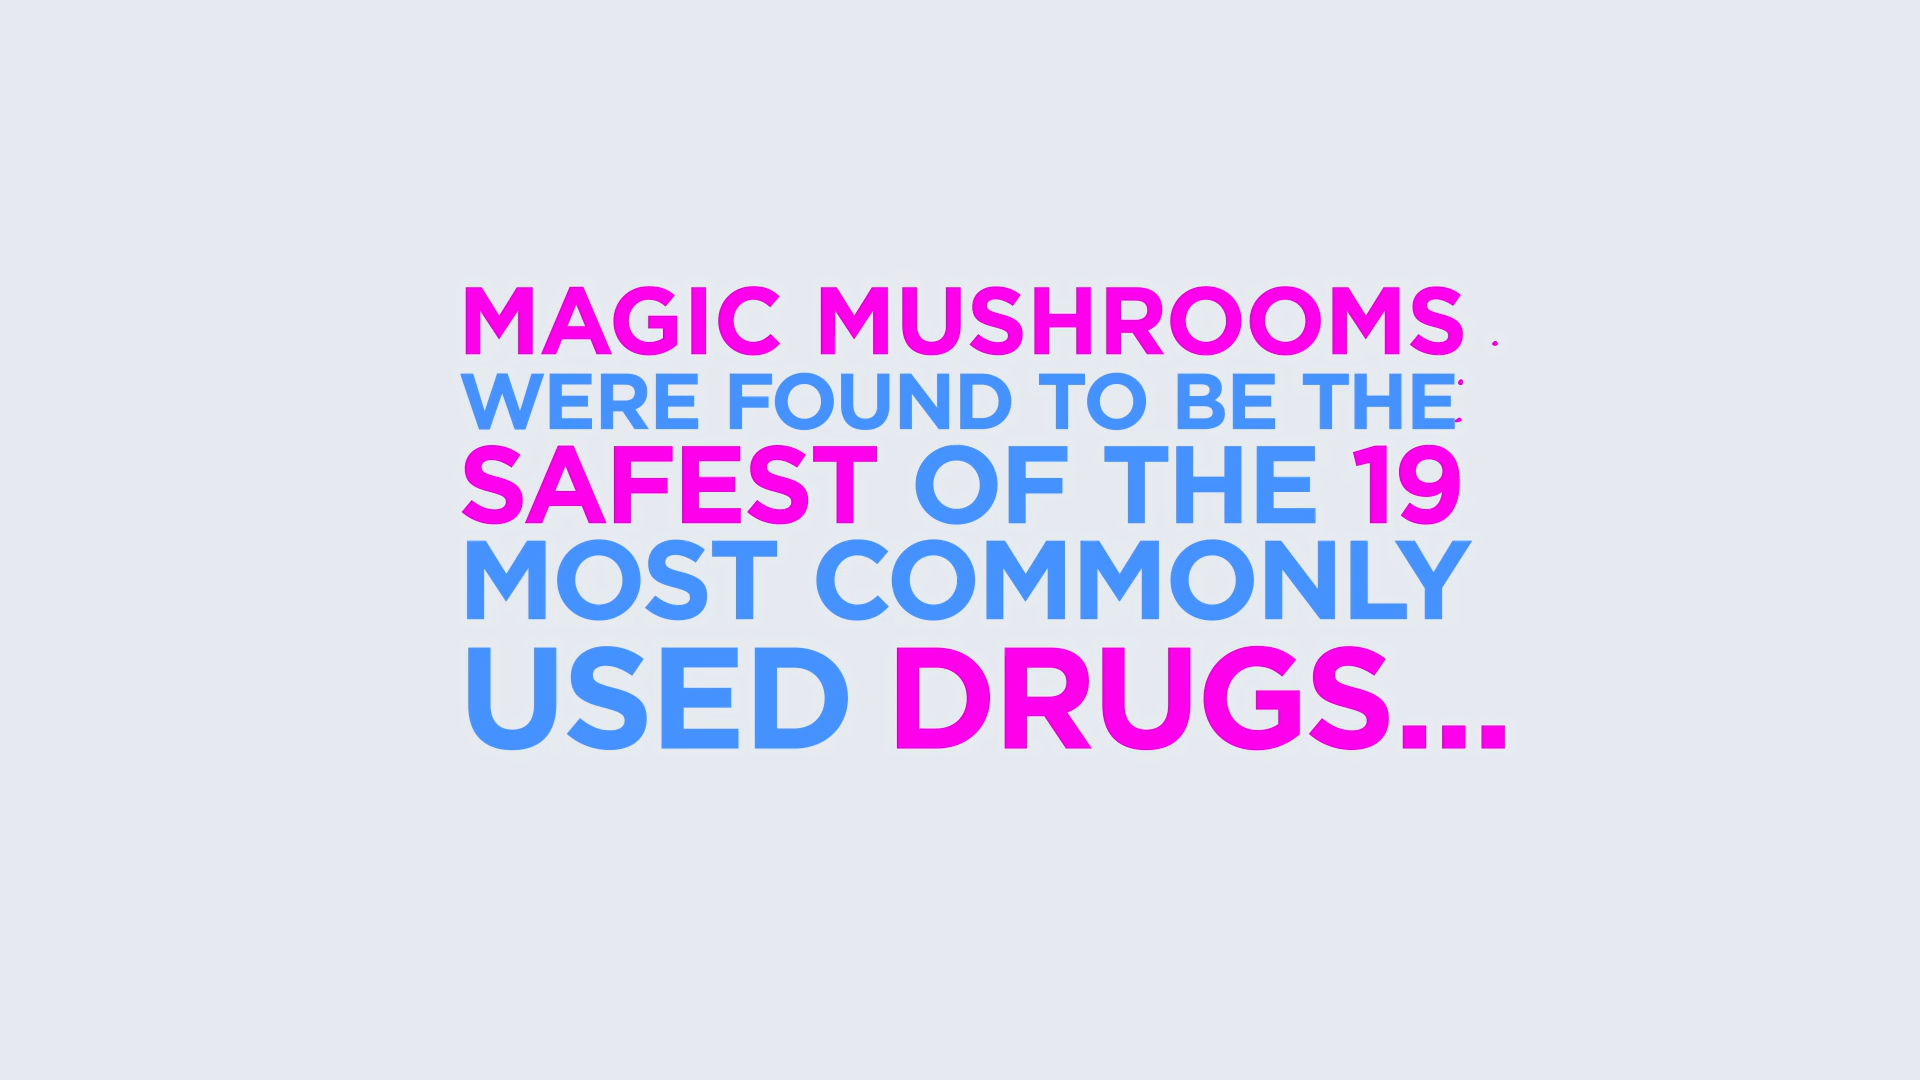 MAGIC MUSHROOMS
WERE FOUND TO BE THE
SAFEST OF THE 19
MOST COMMONLY
USED DRUGS...